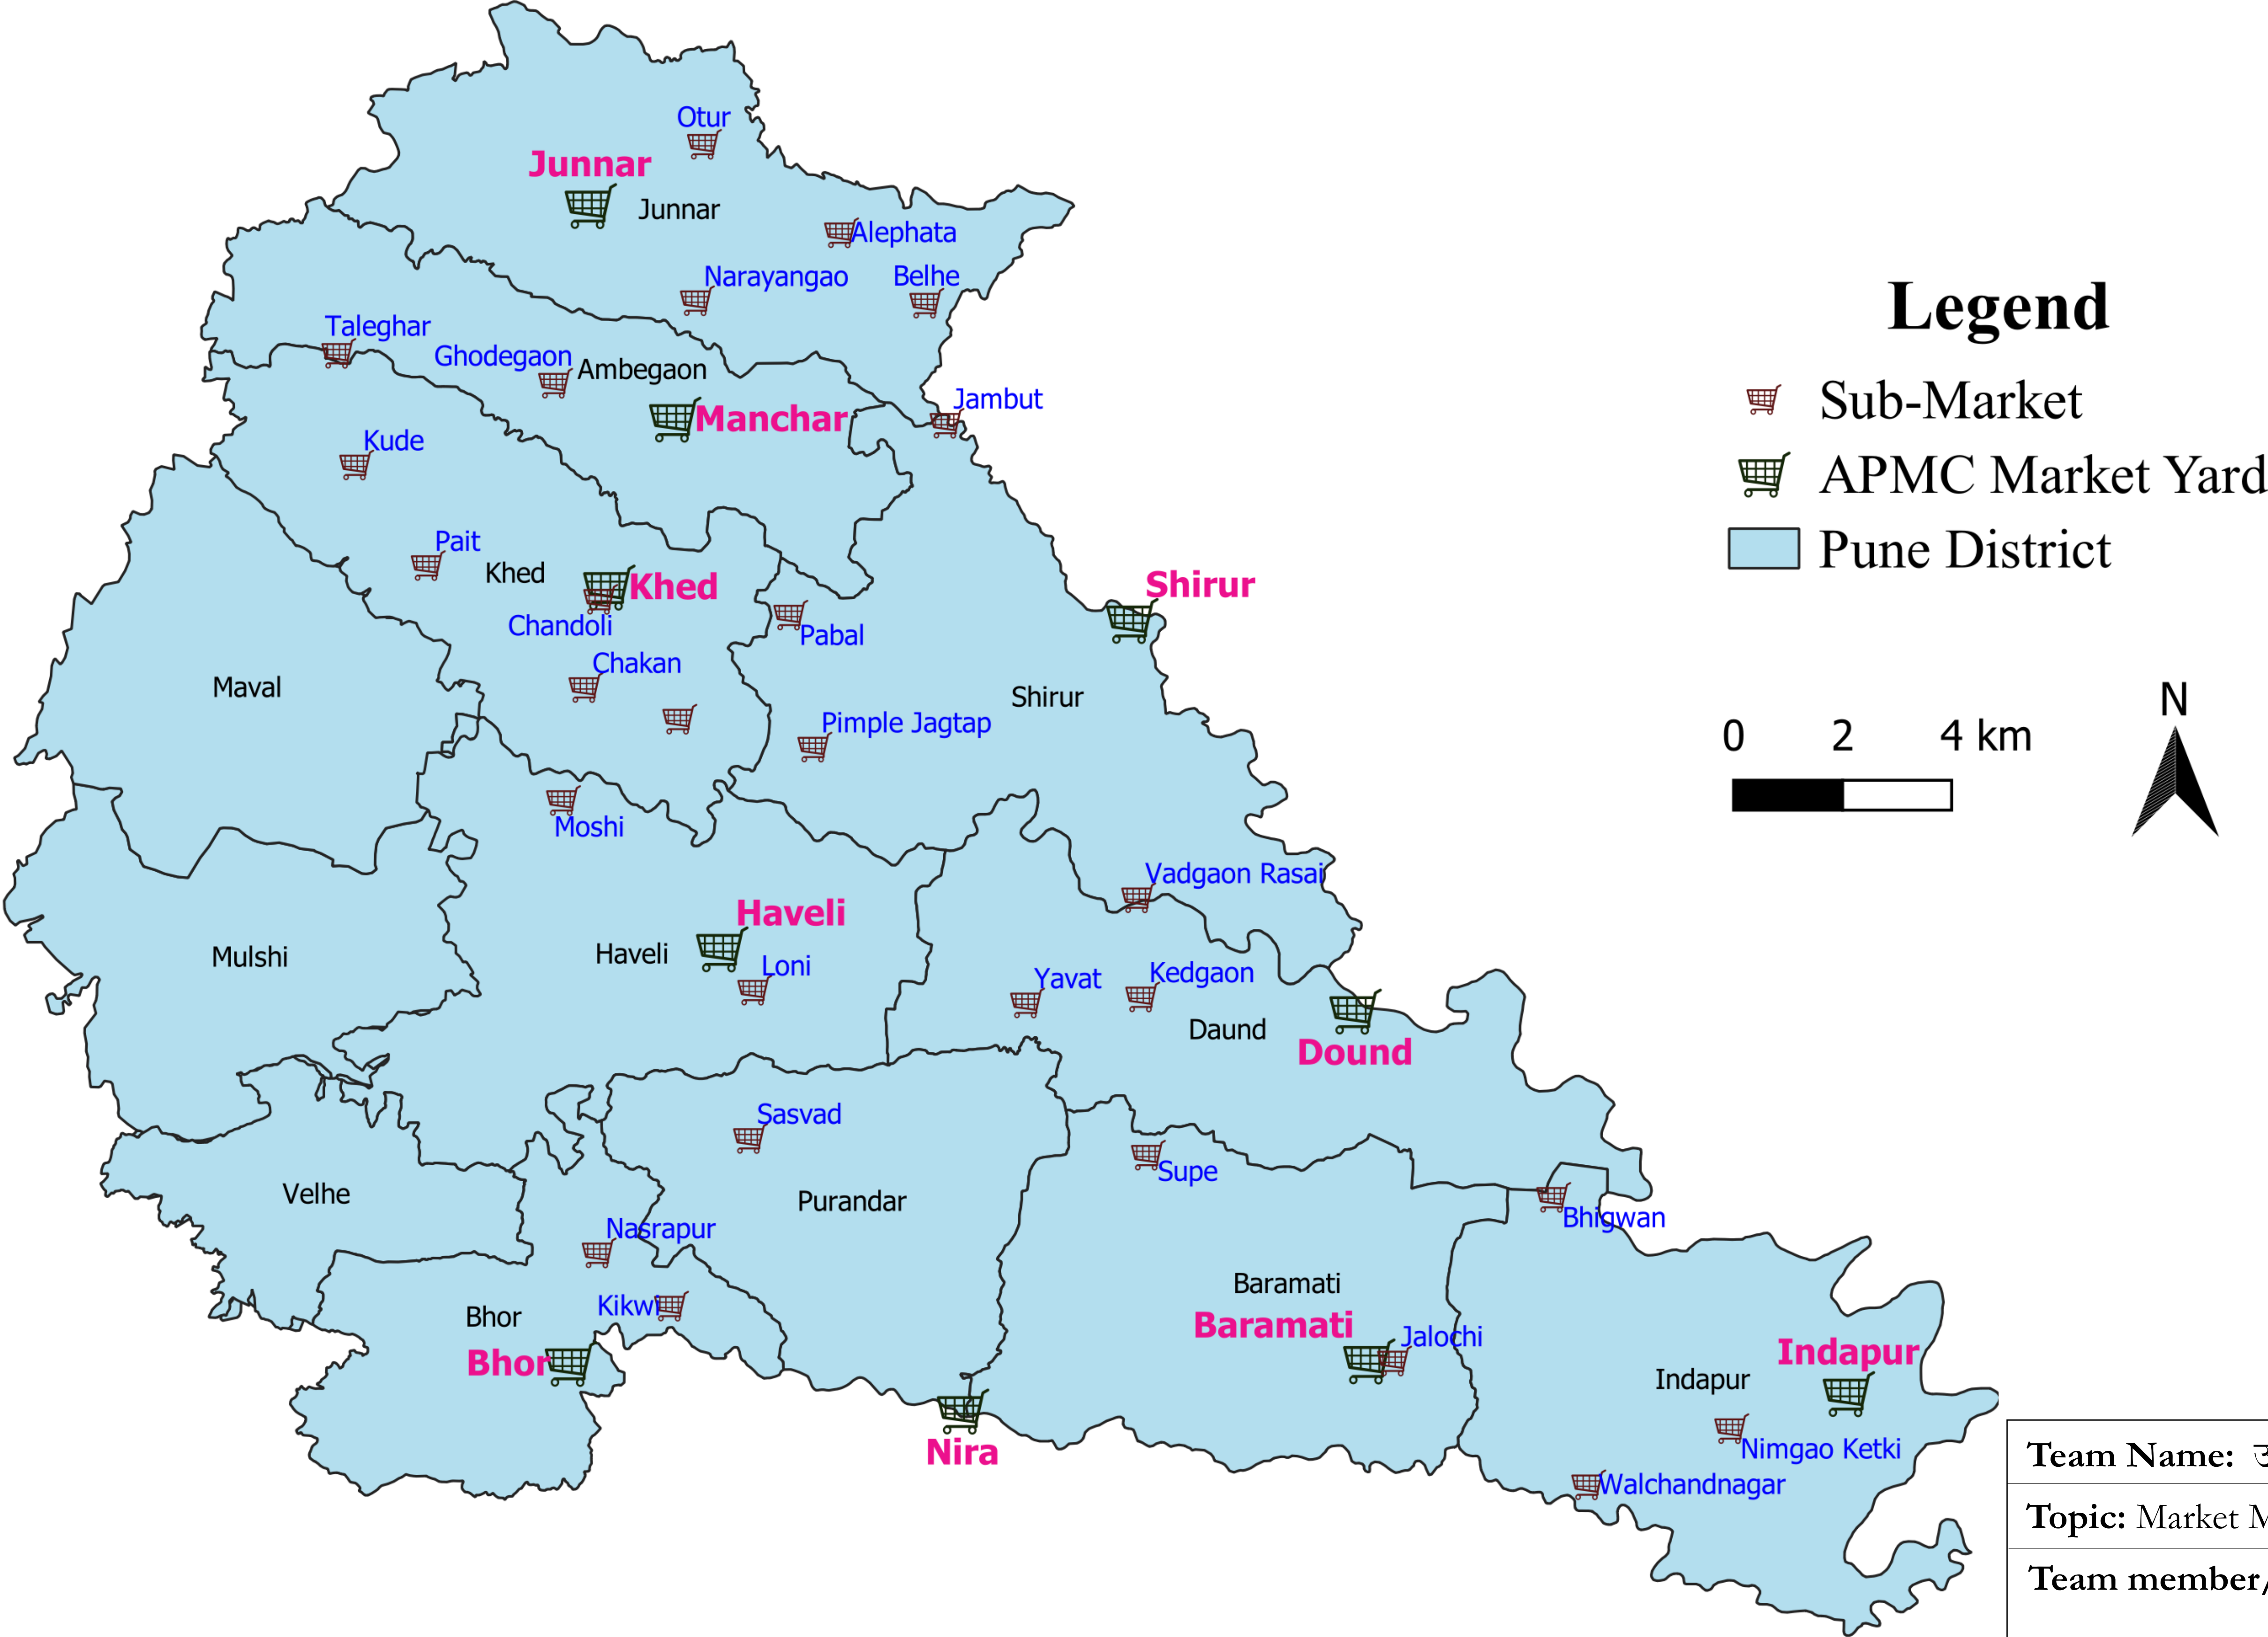 Otur
Junnar
Junnar
Alephata
Narayangao
Belhe
Taleghar
Ghodegaon
Ambegaon
Manchar
Jambut
Kude
Pait
Khed
Khed
Chandoli
Chakan
Pabal
Shirur
Shirur
Maval
Pimple Jagtap
Moshi
Vadgaon Rasai
Haveli
Haveli
Loni
Mulshi
Yavat
Kedgaon
Daund
Dound
Sasvad
Purandar
Supe
Velhe
Nasrapur
Bhigwan
Bhor
Kikwi
Bhor
Baramati
Baramati
Jalochi
Nira
Indapur
Indapur
Nimgao Ketki
Walchandnagar
Legend
Sub-Market
APMC Market Yard
Pune District
0 2 4 km
N
Team Name:
Topic: Market M
Team member/